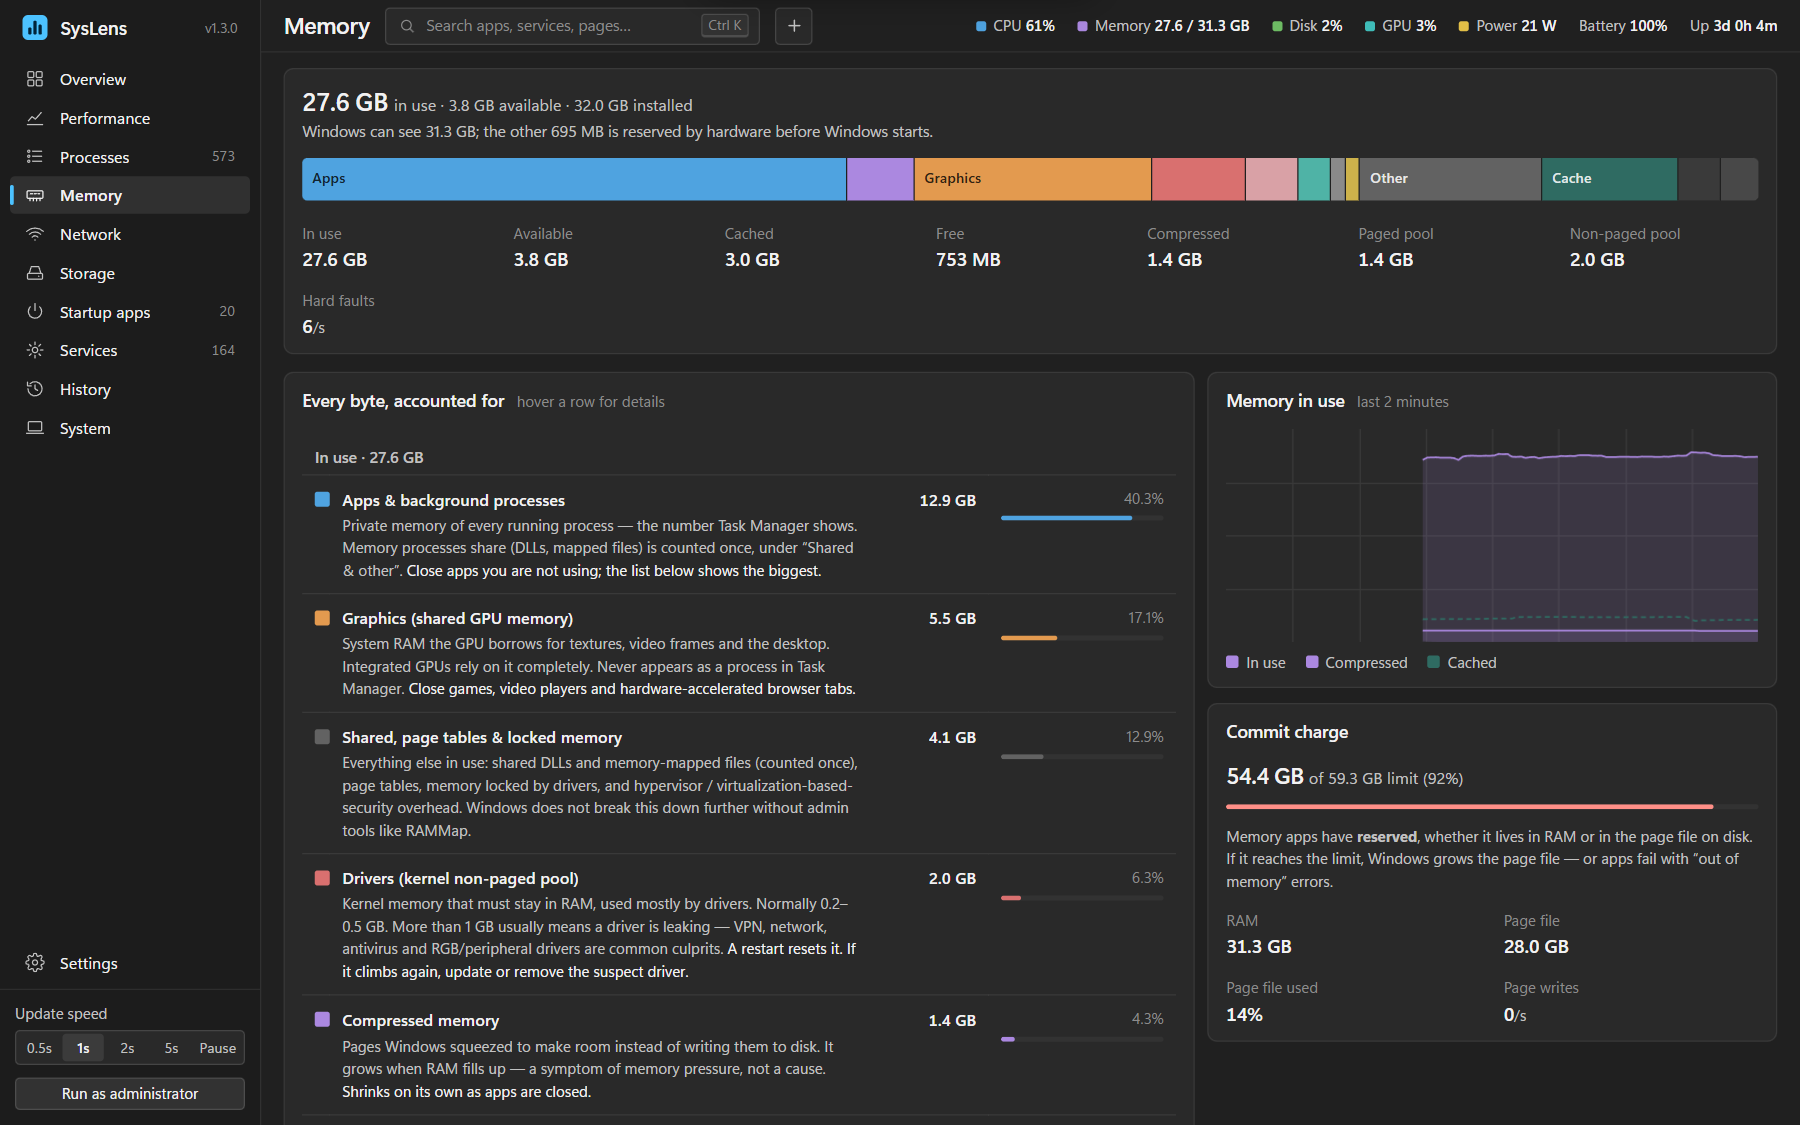 SysLens v1.3.0
Overview
Performance
Processes 573
Memory
Network
Storage
Startup apps 20
Services 164
History
System
Settings
Update speed
0.5s 1s 2s 5s Pause
Run as administrator
Memory Search apps, services, pages... Ctrl K + CPU 61% Memory 27.6 / 31.3 GB Disk 2% GPU 3% Power 21 W Battery 100% Up 3d 0h 4m
27.6 GB in use · 3.8 GB available · 32.0 GB installed
Windows can see 31.3 GB; the other 695 MB is reserved by hardware before Windows starts.
Apps Graphics Other Cache
In use Available Cached Free Compressed Paged pool Non-paged pool
27.6 GB 3.8 GB 3.0 GB 753 MB 1.4 GB 1.4 GB 2.0 GB
Hard faults
6/s
Every byte, accounted for hover a row for details
In use · 27.6 GB
Apps & background processes 12.9 GB 40.3%
Private memory of every running process — the number Task Manager shows.
Memory processes share (DLLs, mapped files) is counted once, under “Shared
& other”. Close apps you are not using; the list below shows the biggest.
Graphics (shared GPU memory) 5.5 GB 17.1%
System RAM the GPU borrows for textures, video frames and the desktop.
Integrated GPUs rely on it completely. Never appears as a process in Task
Manager. Close games, video players and hardware-accelerated browser tabs.
Shared, page tables & locked memory 4.1 GB 12.9%
Everything else in use: shared DLLs and memory-mapped files (counted once),
page tables, memory locked by drivers, and hypervisor / virtualization-based-
security overhead. Windows does not break this down further without admin
tools like RAMMap.
Drivers (kernel non-paged pool) 2.0 GB 6.3%
Kernel memory that must stay in RAM, used mostly by drivers. Normally 0.2–
0.5 GB. More than 1 GB usually means a driver is leaking — VPN, network,
antivirus and RGB/peripheral drivers are common culprits. A restart resets it. If
it climbs again, update or remove the suspect driver.
Compressed memory 1.4 GB 4.3%
Pages Windows squeezed to make room instead of writing them to disk. It
grows when RAM fills up — a symptom of memory pressure, not a cause.
Shrinks on its own as apps are closed.
Memory in use last 2 minutes
In use Compressed Cached
Commit charge
54.4 GB of 59.3 GB limit (92%)
Memory apps have reserved, whether it lives in RAM or in the page file on disk.
If it reaches the limit, Windows grows the page file — or apps fail with “out of
memory” errors.
RAM Page file
31.3 GB 28.0 GB
Page file used Page writes
14% 0/s